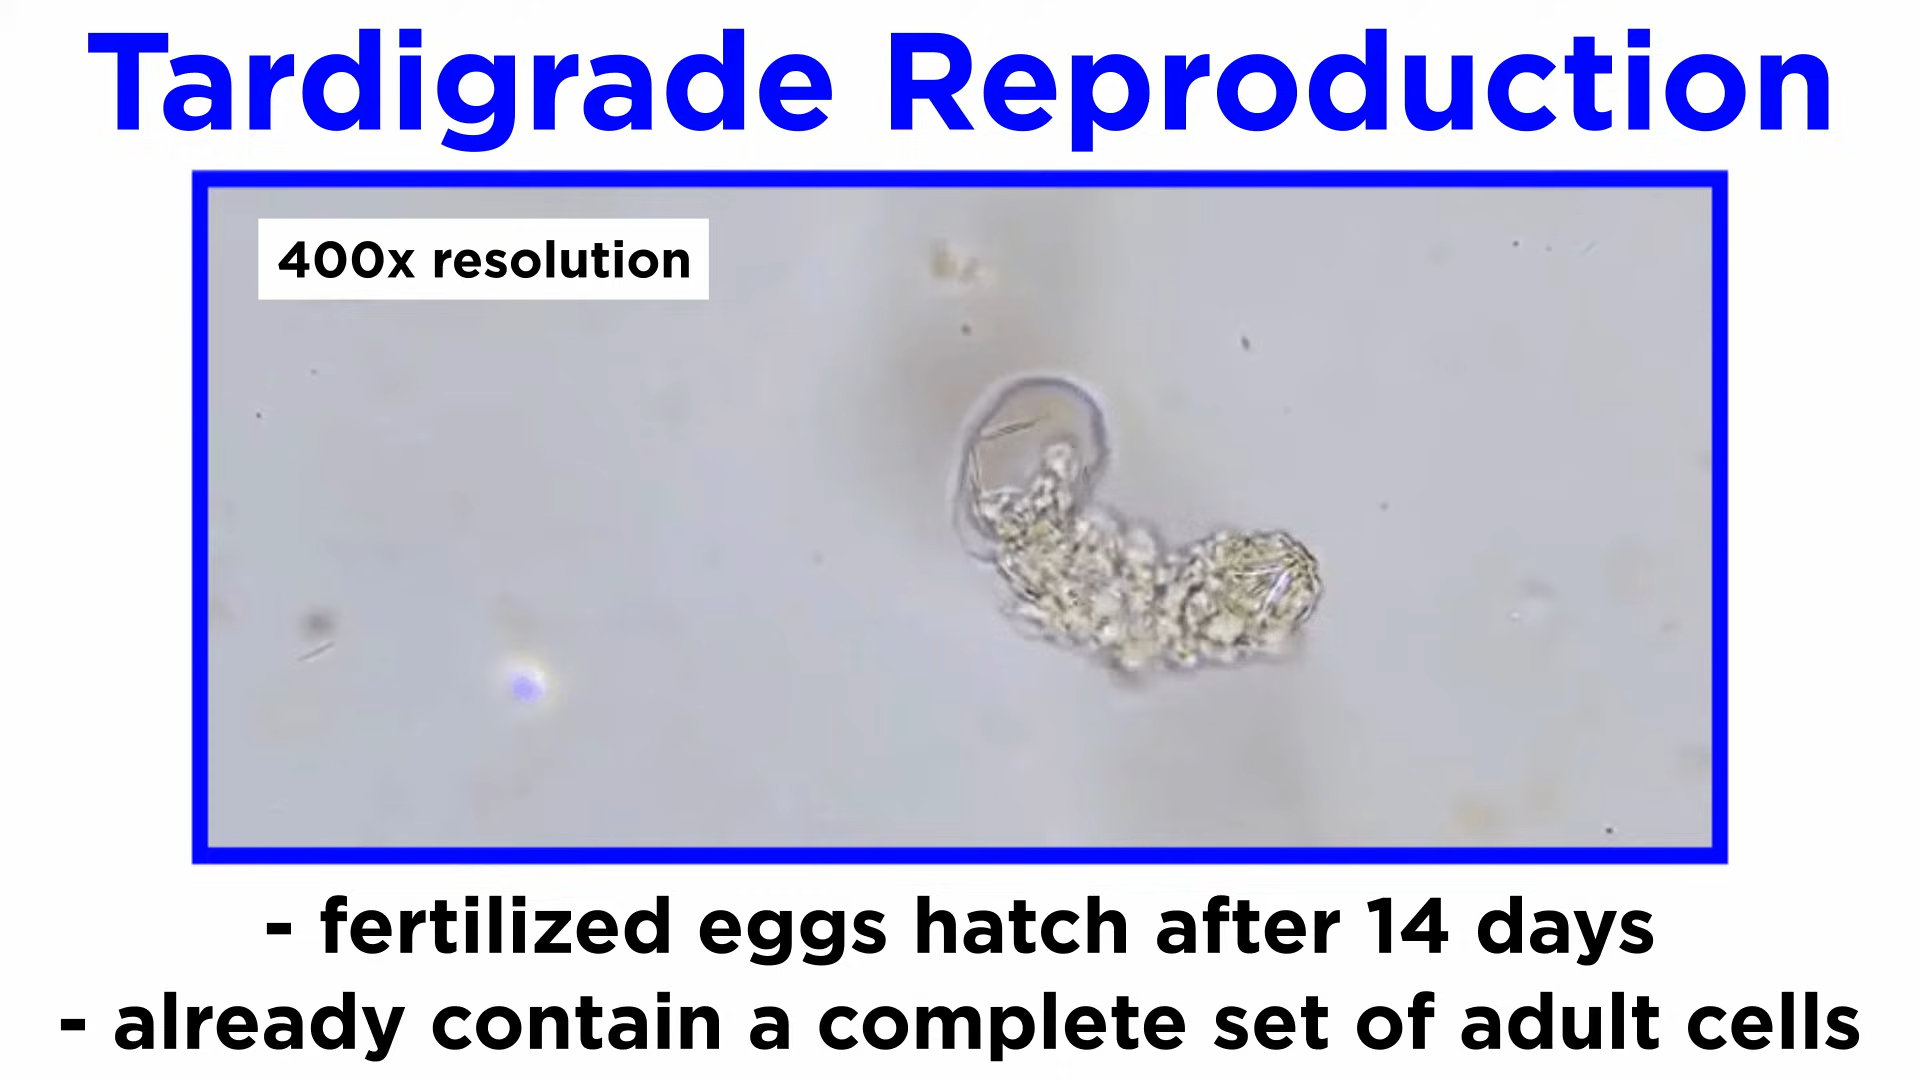 Tardigrade Reproduction
400x resolution
- fertilized eggs hatch after 14 days
- already contain a complete set of adult cells